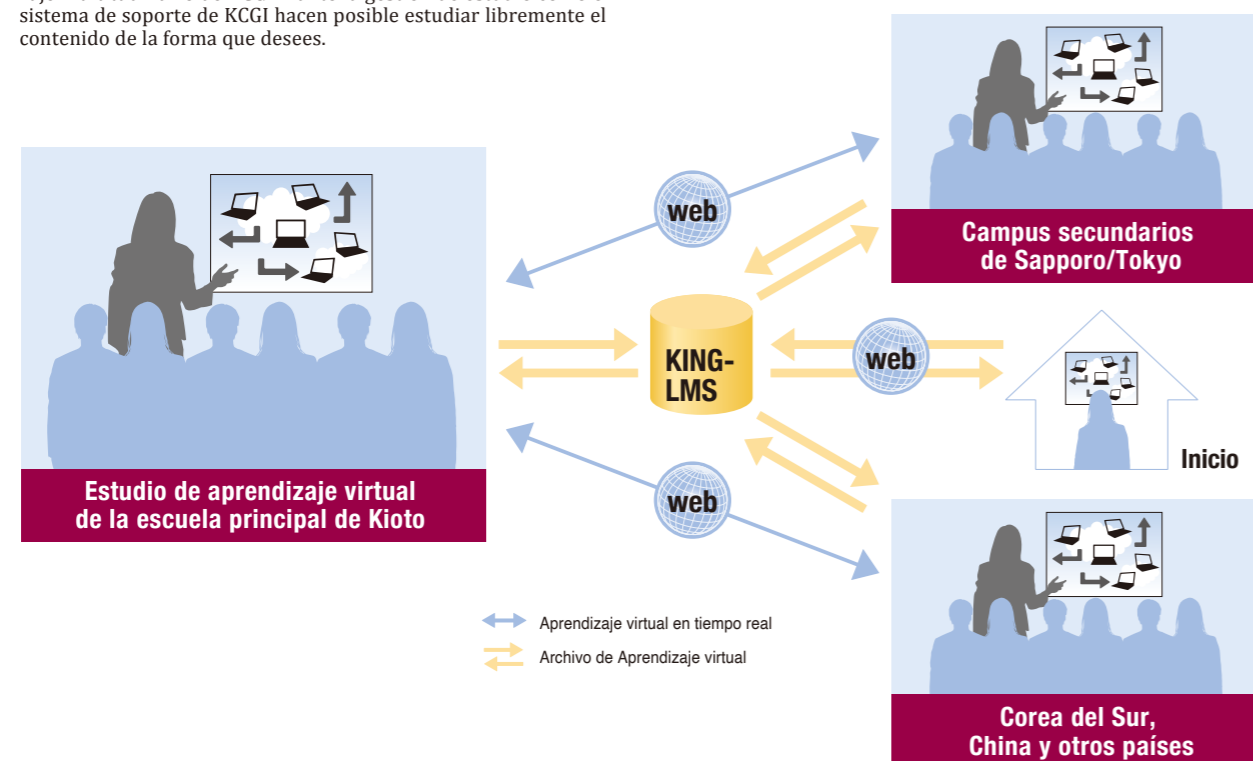 sistema de soporte de KCGI hacen posible estudiar libremente el
contenido de la forma que desees.
web
Campus secundarios
de Sapporo/Tokyo
KING-
LMS
web
Inicio
Estudio de aprendizaje virtual
de la escuela principal de Kioto
web
Aprendizaje virtual en tiempo real
Archivo de Aprendizaje virtual
Corea del Sur,
China y otros países